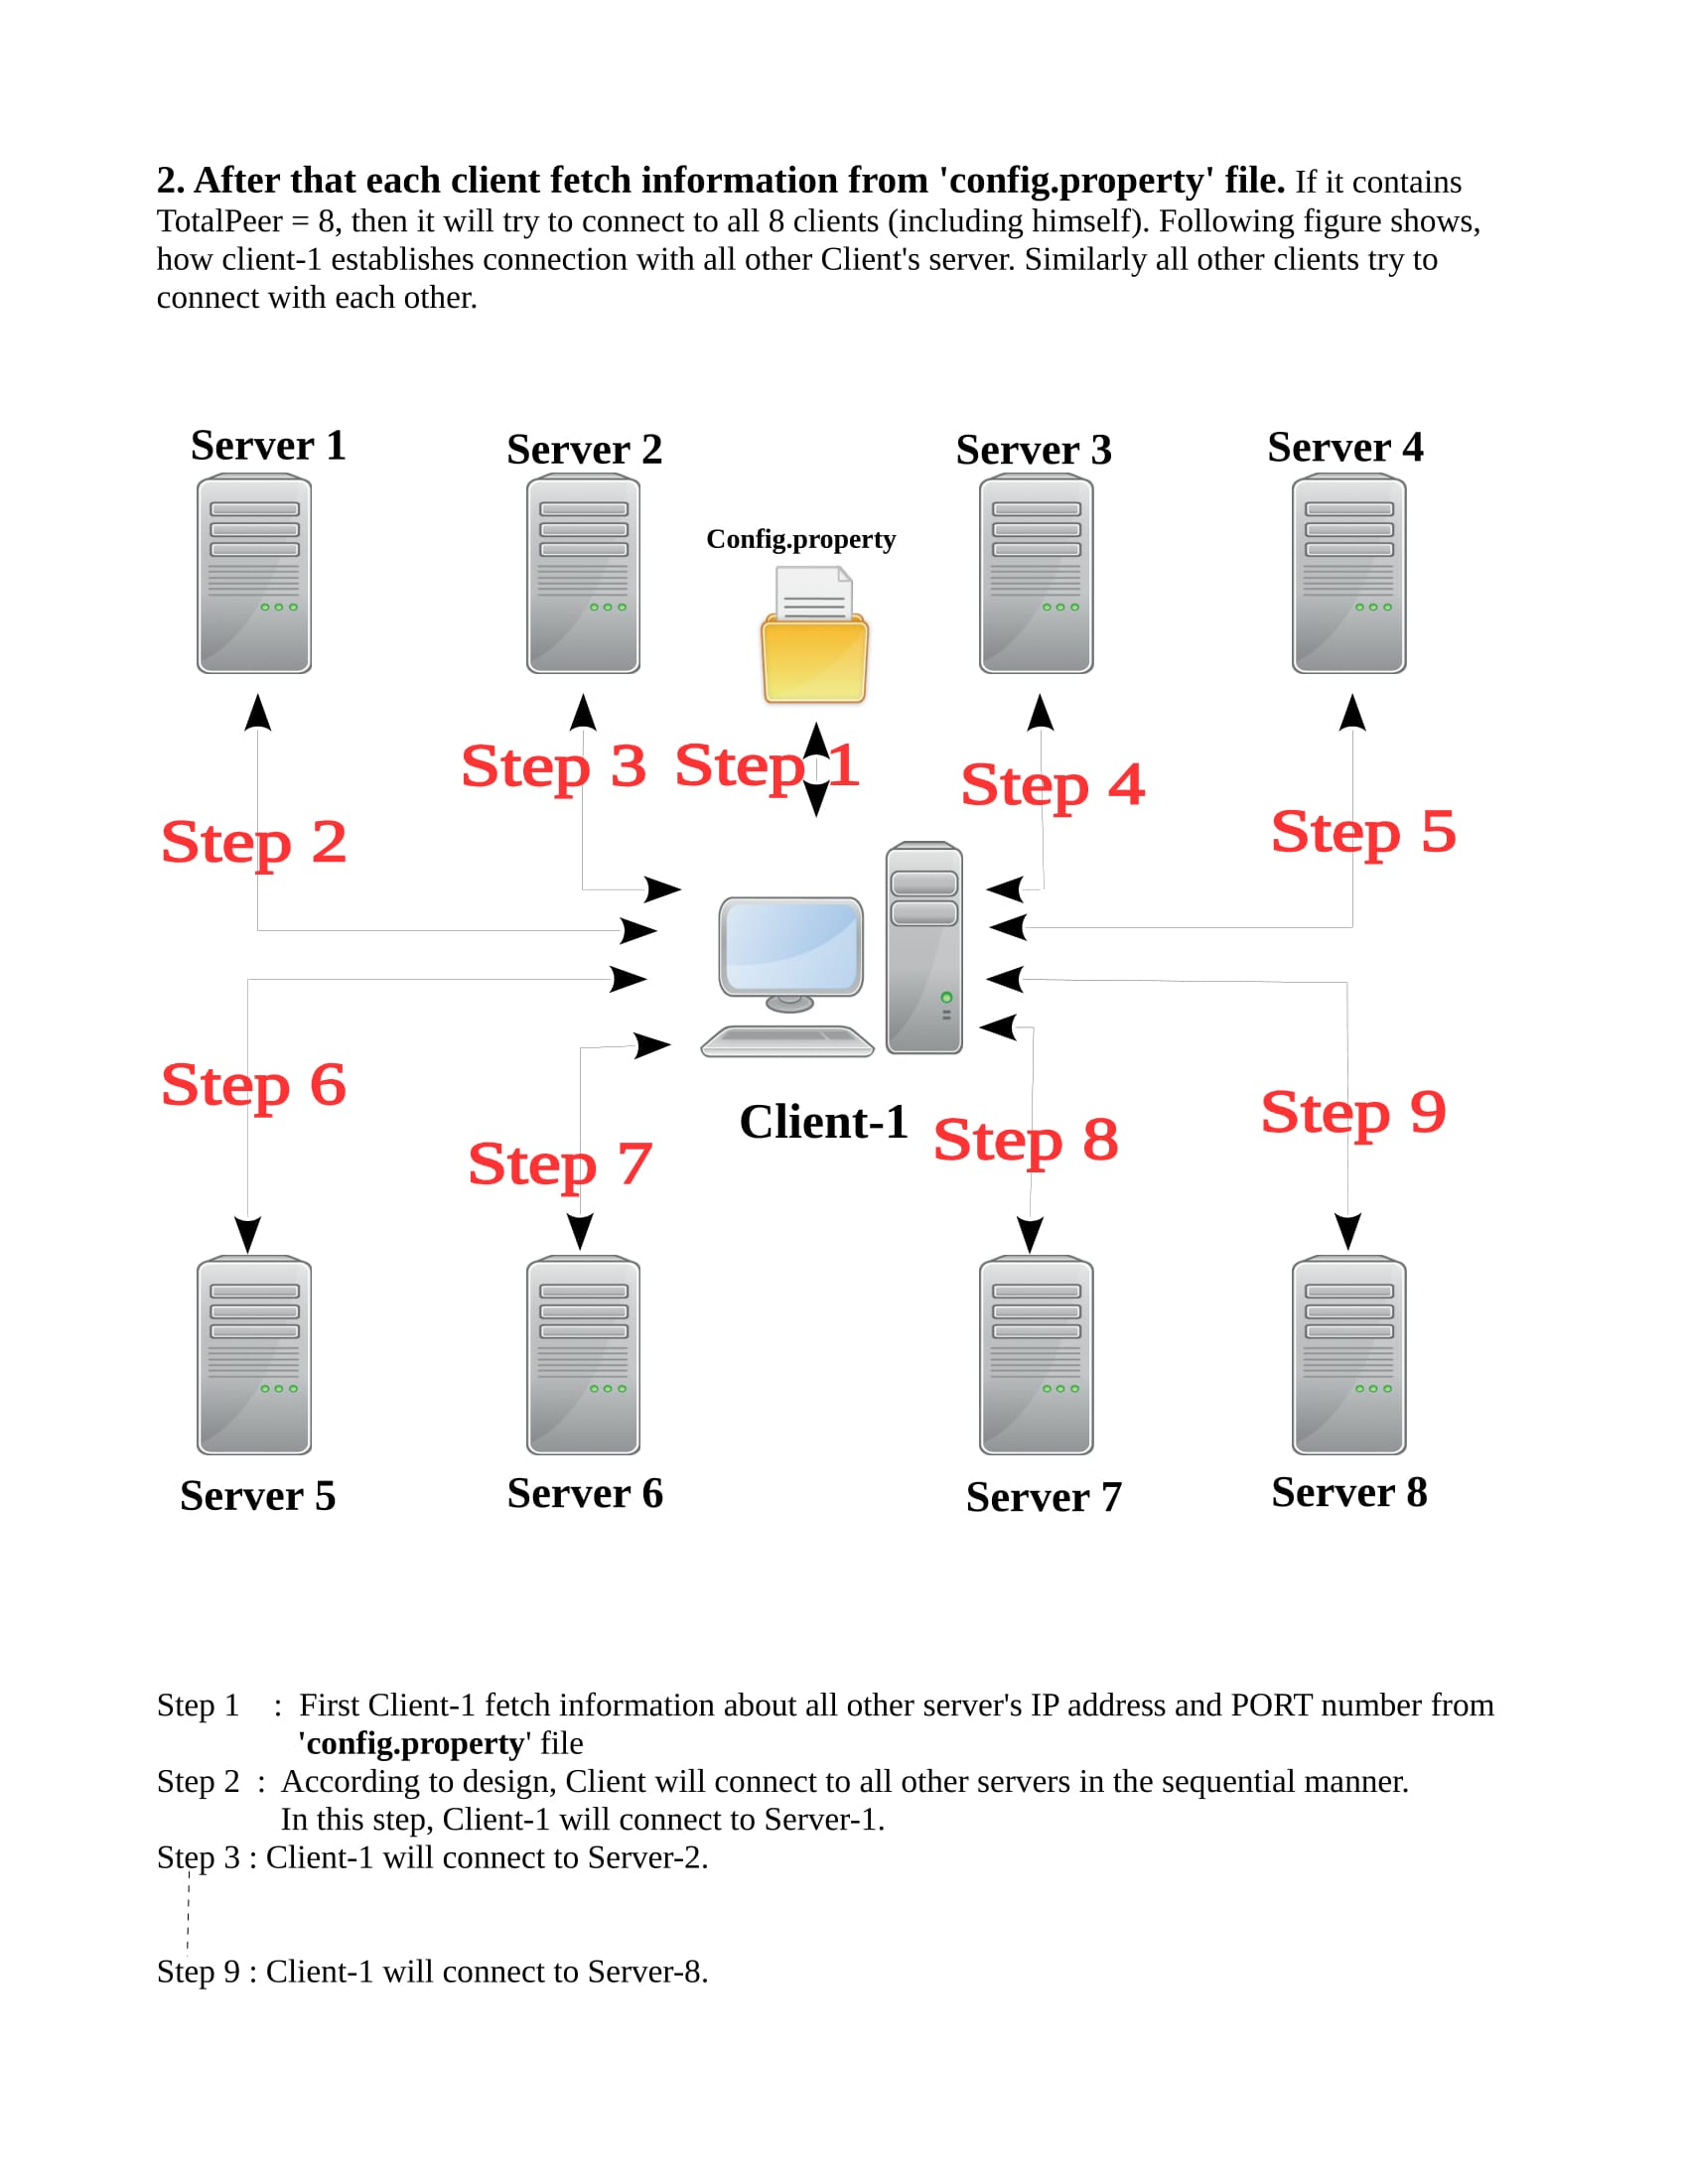 2. After that each client fetch information from 'config.property' file. If it contains
TotalPeer = 8, then it will try to connect to all 8 clients (including himself). Following figure shows,
how client-1 establishes connection with all other Client's server. Similarly all other clients try to
connect with each other.
Server 1
Server 2
Server 3
Server 4
Config.property
Step 3
Step 1
Step 4
Step 2
Step 5
Step 6
Client-1
Step 9
Step 7
Step 8
Server 5
Server 6
Server 7
Server 8
Step 1 : First Client-1 fetch information about all other server's IP address and PORT number from
'config.property' file
Step 2 : According to design, Client will connect to all other servers in the sequential manner.
In this step, Client-1 will connect to Server-1.
Step 3 : Client-1 will connect to Server-2.
Step 9 : Client-1 will connect to Server-8.